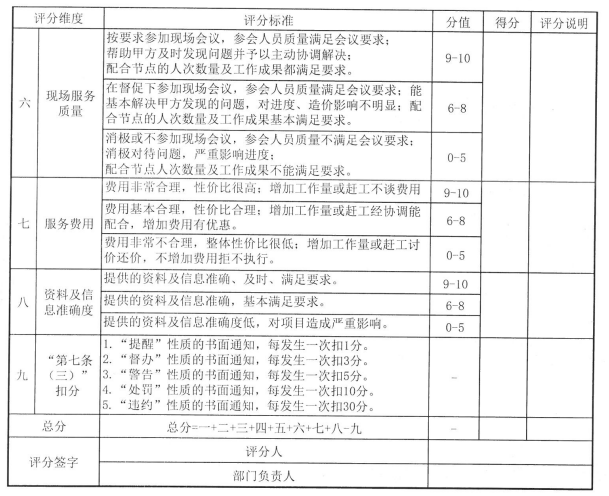 评分维度 评分标准 分值 得分 评分说明
按要求参加现场会议，参会人员质量满足会议要求；
帮助甲方及时发现问题并予以主动协调解决；
配合节点的人次数量及工作成果都满足要求。
9-10
六 现场服务质量
在督促下参加现场会议，参会人员质量满足会议要求；能
基本解决甲方发现的问题，对进度、造价影响不明显；配
合节点的人次数量及工作成果基本满足要求。
6-8
消极或不参加现场会议，参会人员质量不满足会议要求；
消极对待问题，严重影响进度；
配合节点的人次数量及工作成果不能满足要求。
0-5
费用非常合理，性价比很高；增加工作量或赶工不谈费用
9-10
七 服务费用
费用基本合理，性价比合理；增加工作量或赶工经协调能
配合，增加费用有优惠。
6-8
费用非常不合理，整体性价比很低；增加工作量或赶工讨
价还价，不增加费用拒不执行。
0-5
八 资料及信息准确度
提供的资料及信息准确、及时、满足要求。
9-10
提供的资料及信息准确，基本满足要求。
6-8
提供的资料及信息准确度低，对项目造成严重影响。
0-5
九 “第七条（三）”扣分
1. “提醒”性质的书面通知，每发生一次扣1分。
2. “督办”性质的书面通知，每发生一次扣3分。
3. “警告”性质的书面通知，每发生一次扣5分。
4. “处罚”性质的书面通知，每发生一次扣10分。
5. “违约”性质的书面通知，每发生一次扣30分。
-
总分 总分=一+二+三+四+五+六+七+八-九 -
评分签字 评分人
部门负责人